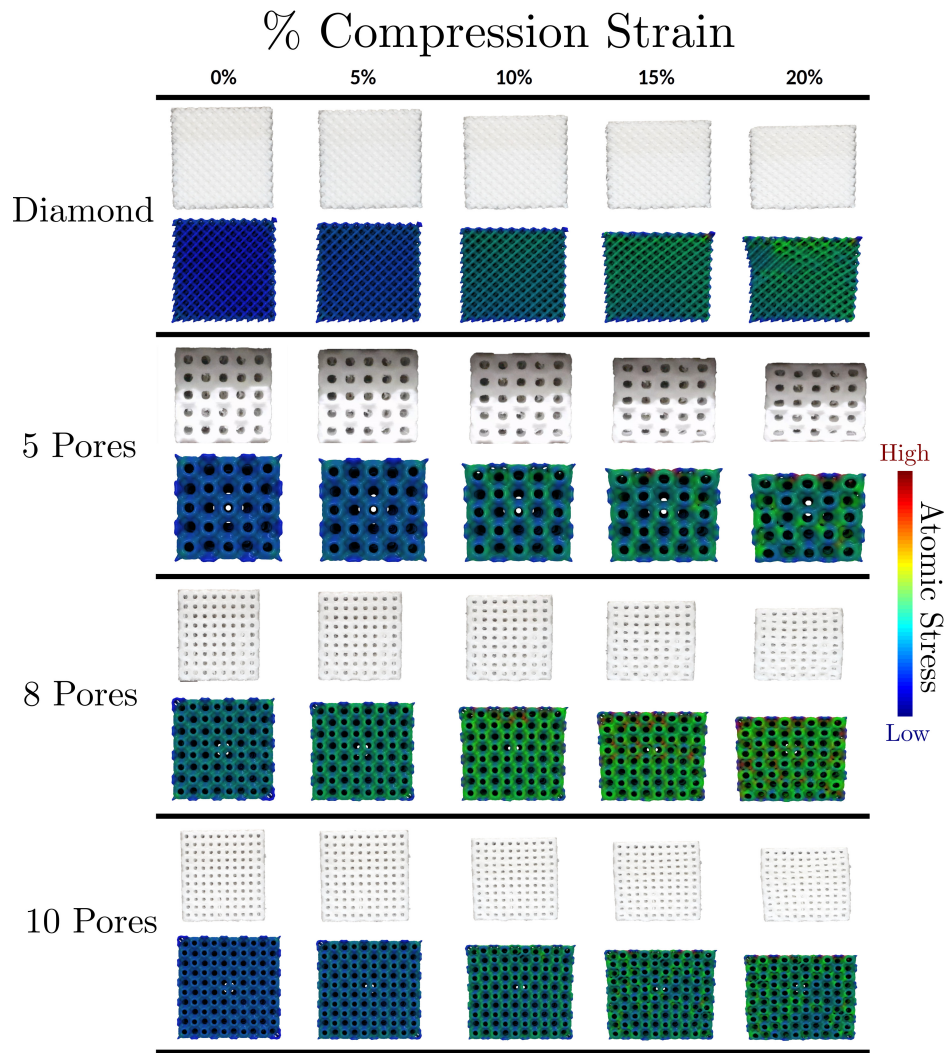 % Compression Strain
0% 5% 10% 15% 20%
Diamond
5 Pores
High
Atomic Stress
Low
8 Pores
10 Pores